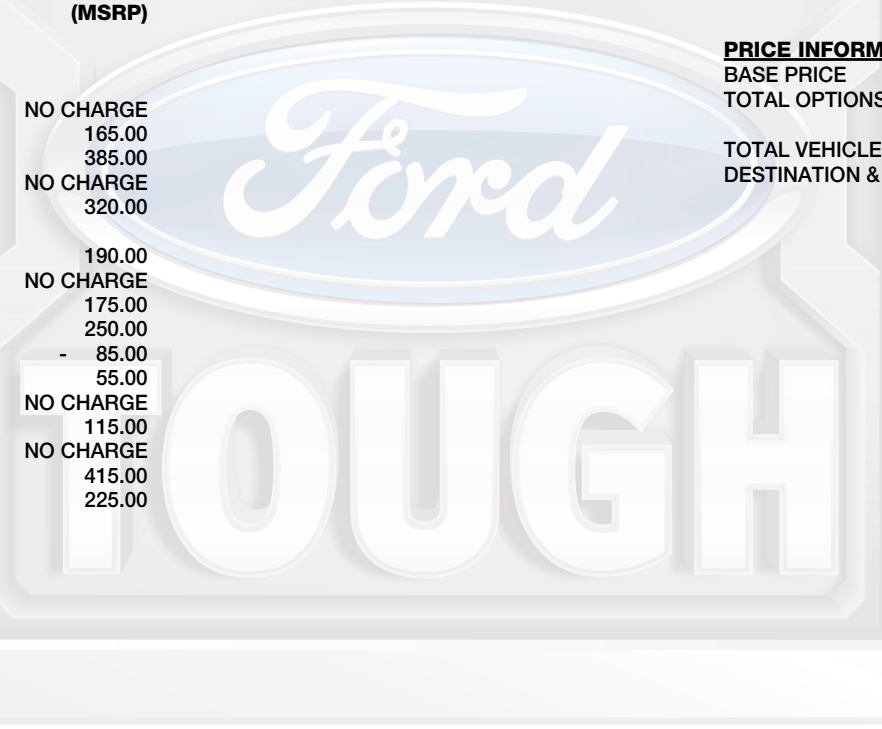 (MSRP)
NO CHARGE
165.00
385.00
NO CHARGE
320.00
190.00
NO CHARGE
175.00
250.00
- 85.00
55.00
NO CHARGE
115.00
NO CHARGE
415.00
225.00
PRICE INFORM
BASE PRICE
TOTAL OPTIONS
TOTAL VEHICLE
DESTINATION &
Ford
TOUGH